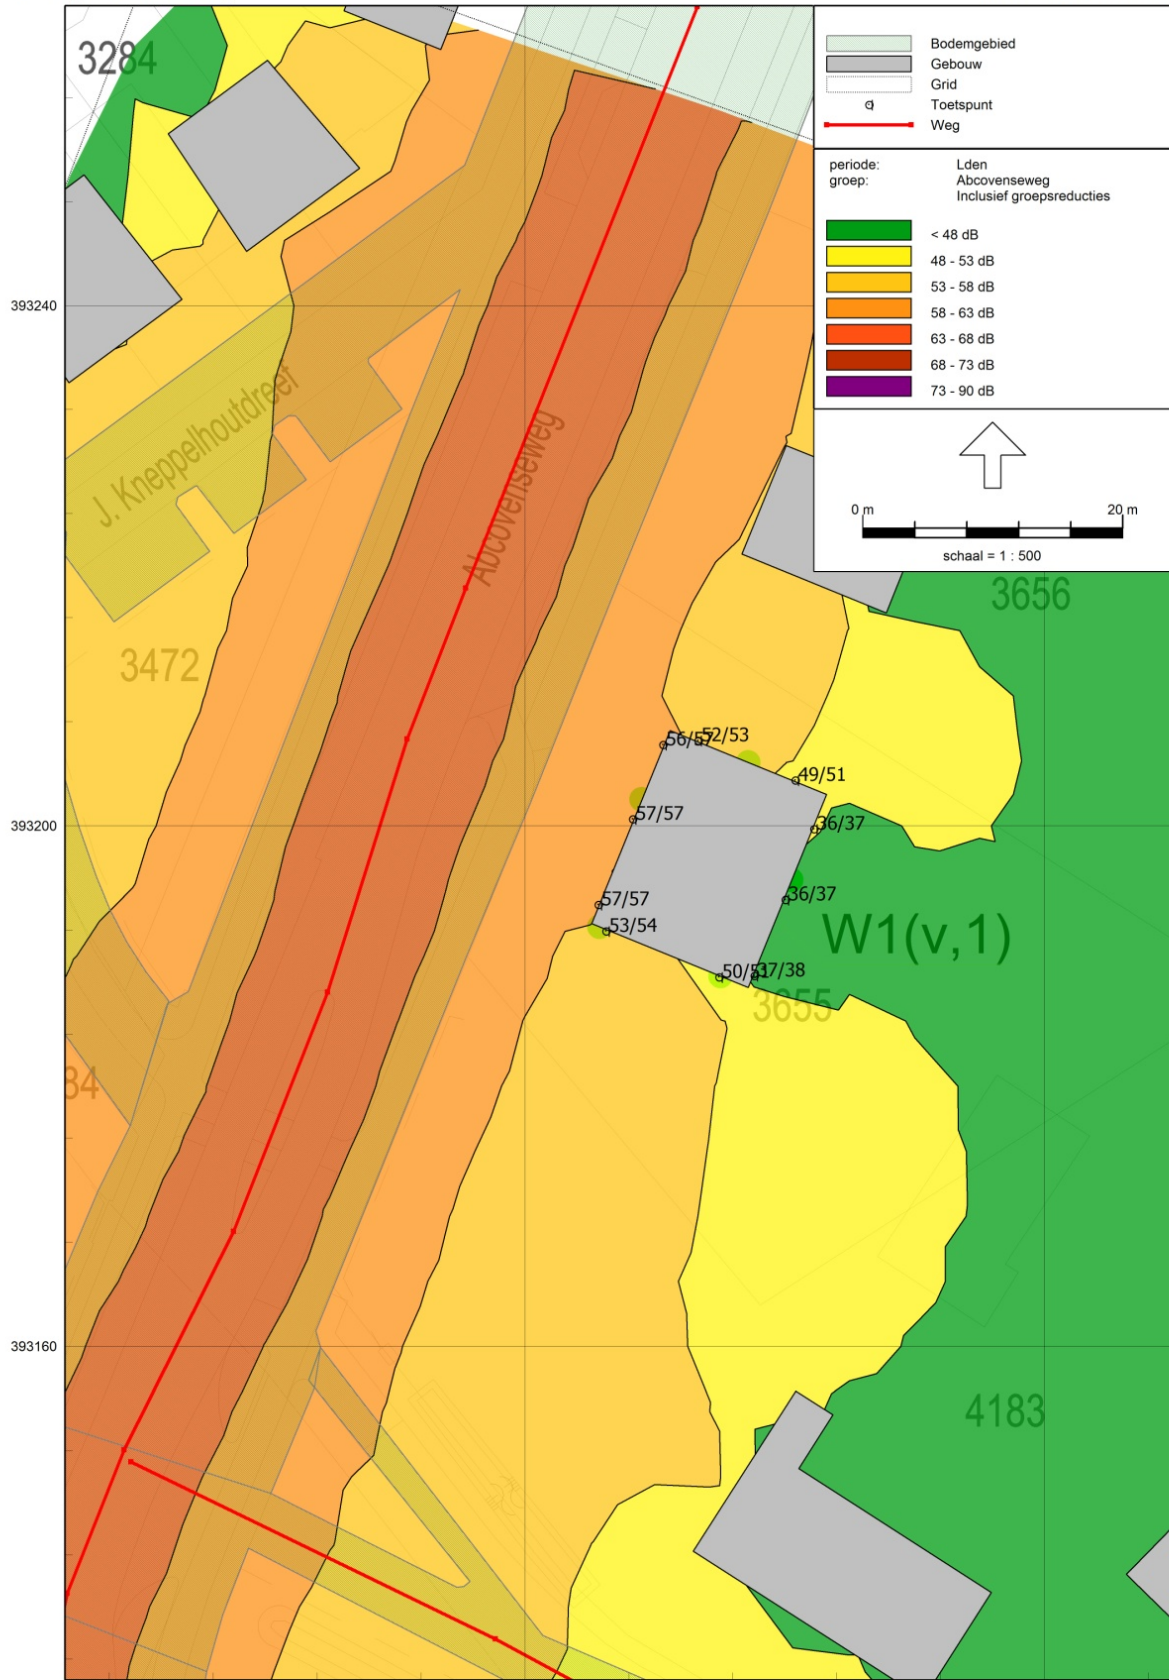 3284
Bodemgebied
Gebouw
Grid
Toetspunt
Weg
periode: Lden
groep: Abcovenseweg
Inclusief groepsreducties
< 48 dB
48 - 53 dB
53 - 58 dB
58 - 63 dB
63 - 68 dB
68 - 73 dB
73 - 90 dB
393240
J. Kneppelhoutdreef
Abcovenseweg
0 m 20 m
schaal = 1 : 500
3656
3472
56/57
52/53
49/51
393200
57/57
36/37
57/57
36/37
53/54
W1(v,1)
50/51
37/38
3655
84
393160
4183